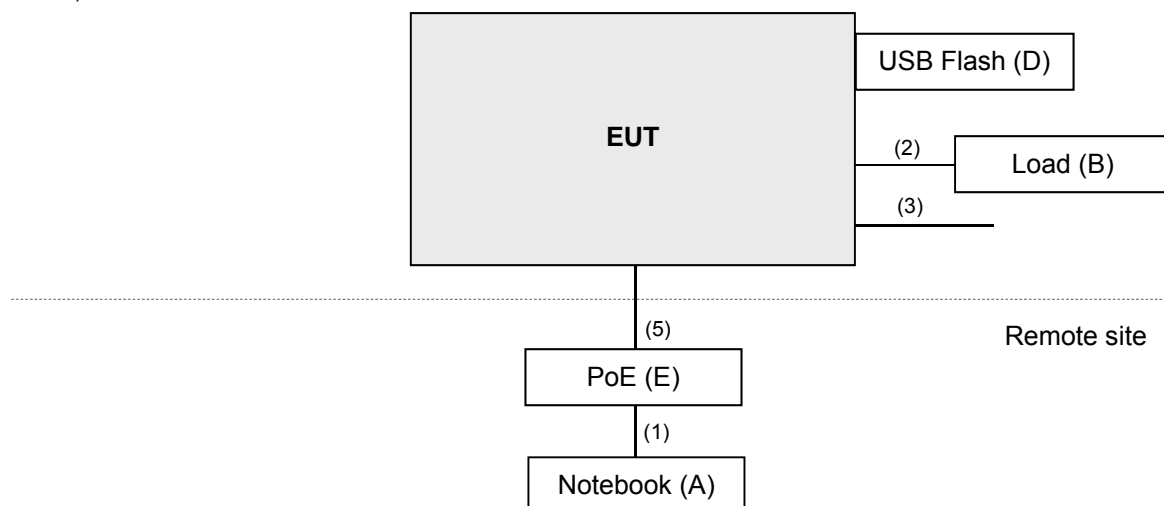 USB Flash (D)
EUT
(2)
Load (B)
(3)
Remote site
(5)
PoE (E)
(1)
Notebook (A)